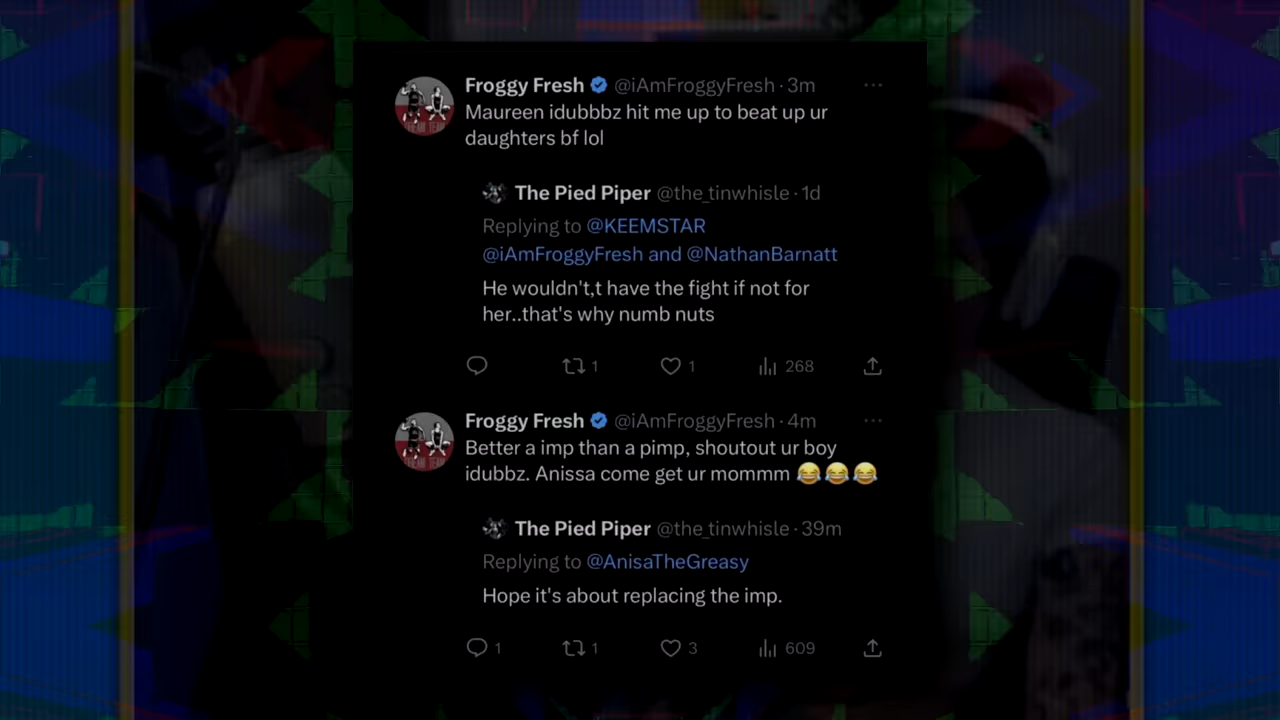 Froggy Fresh @iAmFroggyFresh · 3m
Maureen idubbbz hit me up to beat up ur
daughters bf lol
The Pied Piper @the_tinwhisle · 1d
Replying to @KEEMSTAR
@iAmFroggyFresh and @NathanBarnatt
He wouldn't,t have the fight if not for
her..that's why numb nuts
1 1 268
Froggy Fresh @iAmFroggyFresh · 4m
Better a imp than a pimp, shoutout ur boy
idubbz. Anissa come get ur mommm 😂😂😂
The Pied Piper @the_tinwhisle · 39m
Replying to @AnisaTheGreasy
Hope it's about replacing the imp.
1 1 3 609